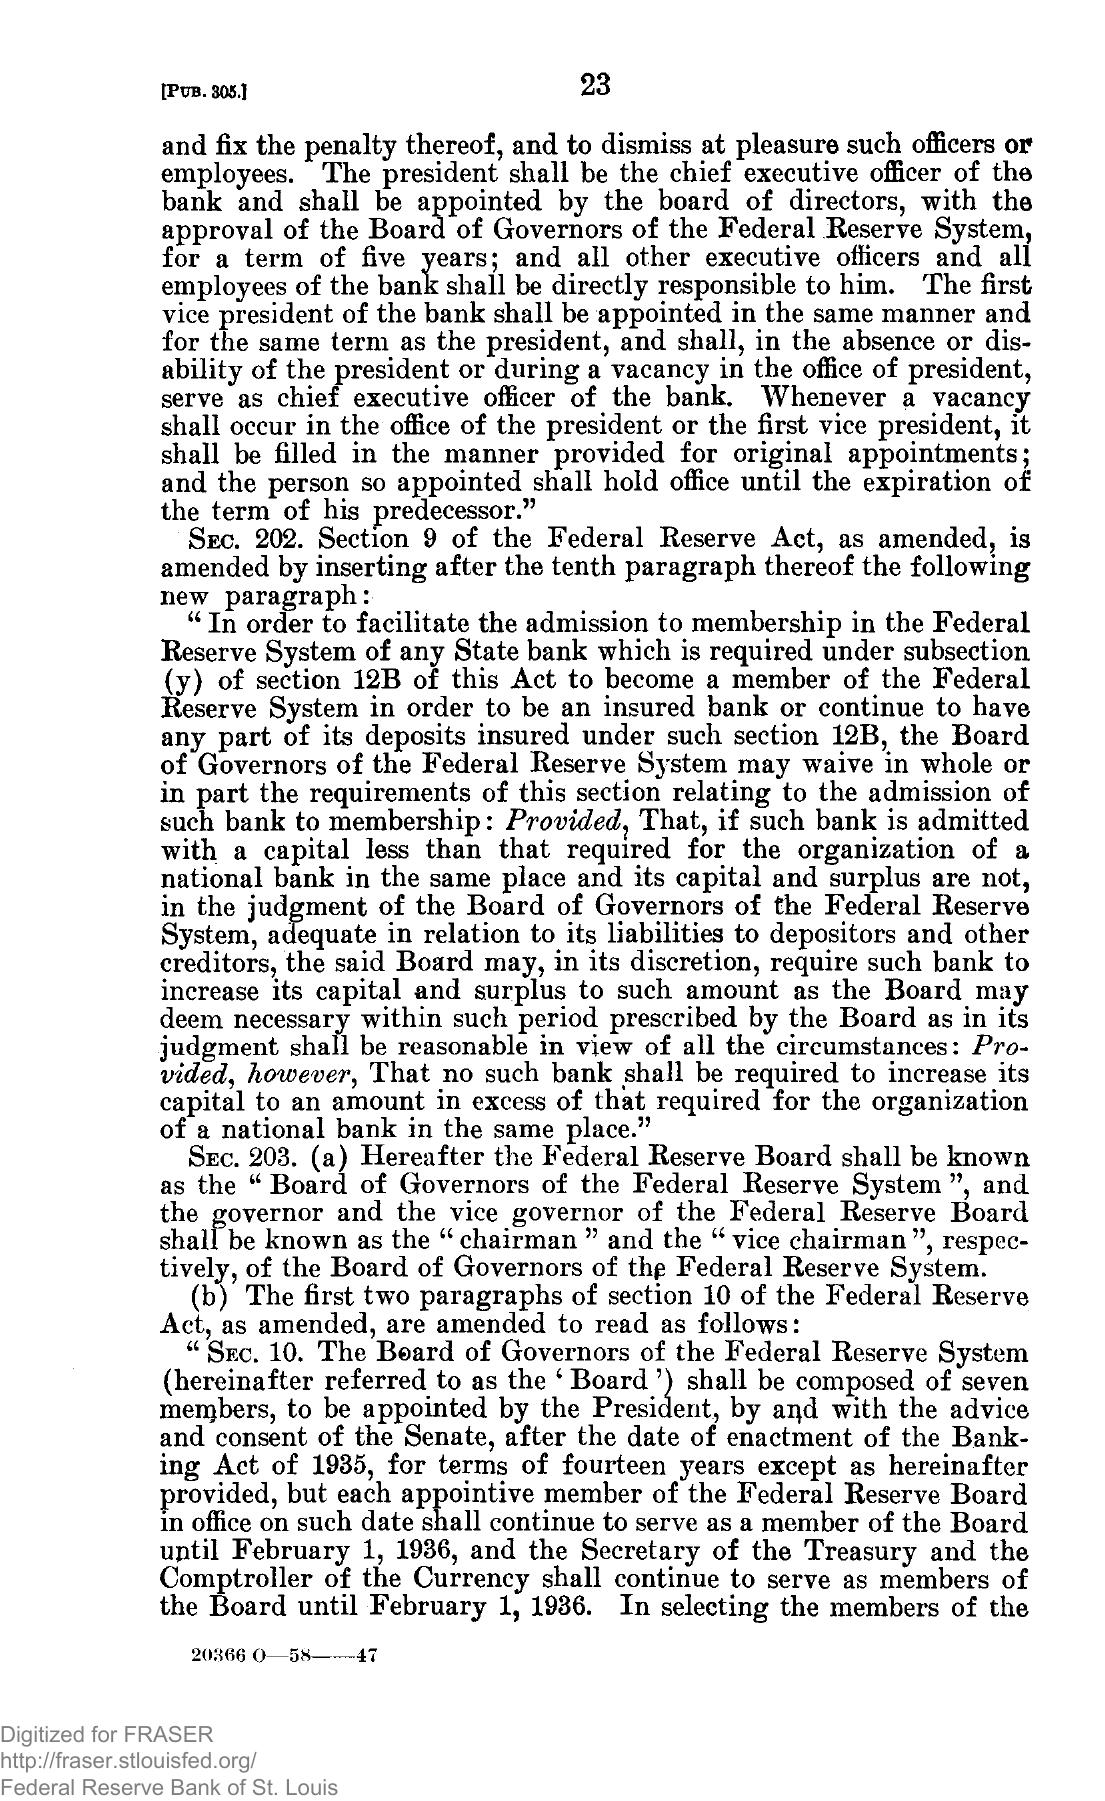 [PUB. 305.]
23
and fix the penalty thereof, and to dismiss at pleasure such officers or
employees. The president shall be the chief executive officer of the
bank and shall be appointed by the board of directors, with the
approval of the Board of Governors of the Federal Reserve System,
for a term of five years; and all other executive officers and all
employees of the bank shall be directly responsible to him. The first
vice president of the bank shall be appointed in the same manner and
for the same term as the president, and shall, in the absence or dis-
ability of the president or during a vacancy in the office of president,
serve as chief executive officer of the bank. Whenever a vacancy
shall occur in the office of the president or the first vice president, it
shall be filled in the manner provided for original appointments;
and the person so appointed shall hold office until the expiration of
the term of his predecessor."
SEC. 202. Section 9 of the Federal Reserve Act, as amended, is
amended by inserting after the tenth paragraph thereof the following
new paragraph:
"In order to facilitate the admission to membership in the Federal
Reserve System of any State bank which is required under subsection
(y) of section 12B of this Act to become a member of the Federal
Reserve System in order to be an insured bank or continue to have
any part of its deposits insured under such section 12B, the Board
of Governors of the Federal Reserve System may waive in whole or
in part the requirements of this section relating to the admission of
such bank to membership: Provided, That, if such bank is admitted
with a capital less than that required for the organization of a
national bank in the same place and its capital and surplus are not,
in the judgment of the Board of Governors of the Federal Reserve
System, adequate in relation to its liabilities to depositors and other
creditors, the said Board may, in its discretion, require such bank to
increase its capital and surplus to such amount as the Board may
deem necessary within such period prescribed by the Board as in its
judgment shall be reasonable in view of all the circumstances: Pro-
vided, however, That no such bank shall be required to increase its
capital to an amount in excess of that required for the organization
of a national bank in the same place."
SEC. 203. (a) Hereafter the Federal Reserve Board shall be known
as the "Board of Governors of the Federal Reserve System", and
the governor and the vice governor of the Federal Reserve Board
shall be known as the "chairman" and the "vice chairman", respec-
tively, of the Board of Governors of the Federal Reserve System.
(b) The first two paragraphs of section 10 of the Federal Reserve
Act, as amended, are amended to read as follows:
"SEC. 10. The Board of Governors of the Federal Reserve System
(hereinafter referred to as the 'Board') shall be composed of seven
members, to be appointed by the President, by and with the advice
and consent of the Senate, after the date of enactment of the Bank-
ing Act of 1935, for terms of fourteen years except as hereinafter
provided, but each appointive member of the Federal Reserve Board
in office on such date shall continue to serve as a member of the Board
until February 1, 1936, and the Secretary of the Treasury and the
Comptroller of the Currency shall continue to serve as members of
the Board until February 1, 1936. In selecting the members of the
20366 O—58——47
Digitized for FRASER
http://fraser.stlouisfed.org/
Federal Reserve Bank of St. Louis